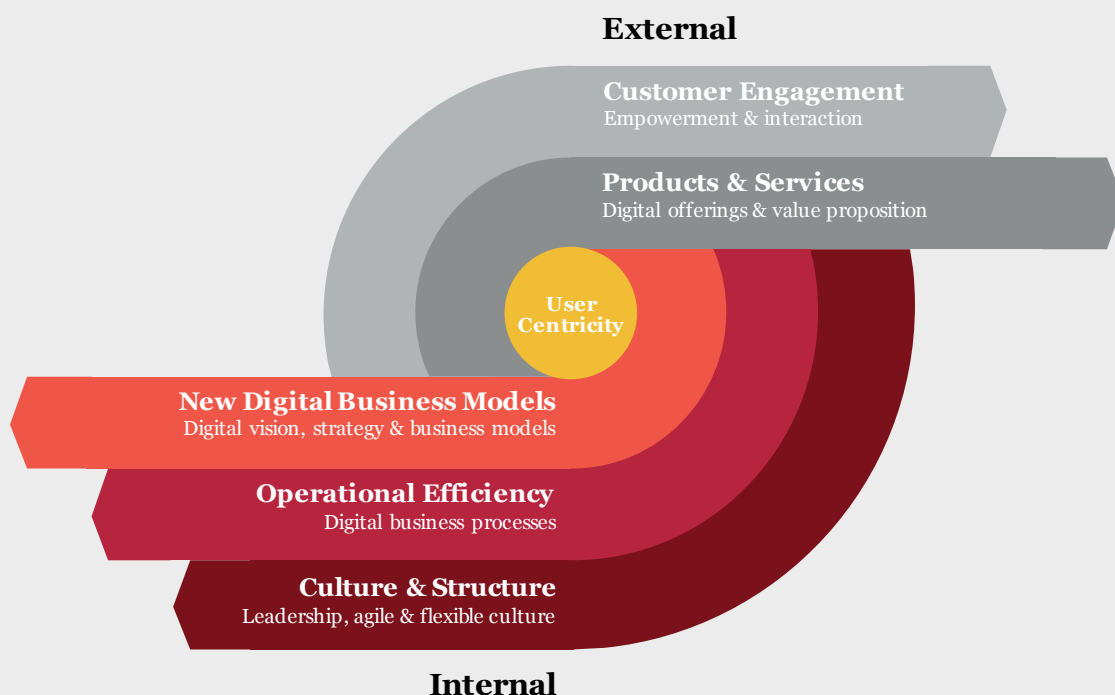 External
Customer Engagement
Empowerment & interaction
Products & Services
Digital offerings & value proposition
User
Centricity
New Digital Business Models
Digital vision, strategy & business models
Operational Efficiency
Digital business processes
Culture & Structure
Leadership, agile & flexible culture
Internal